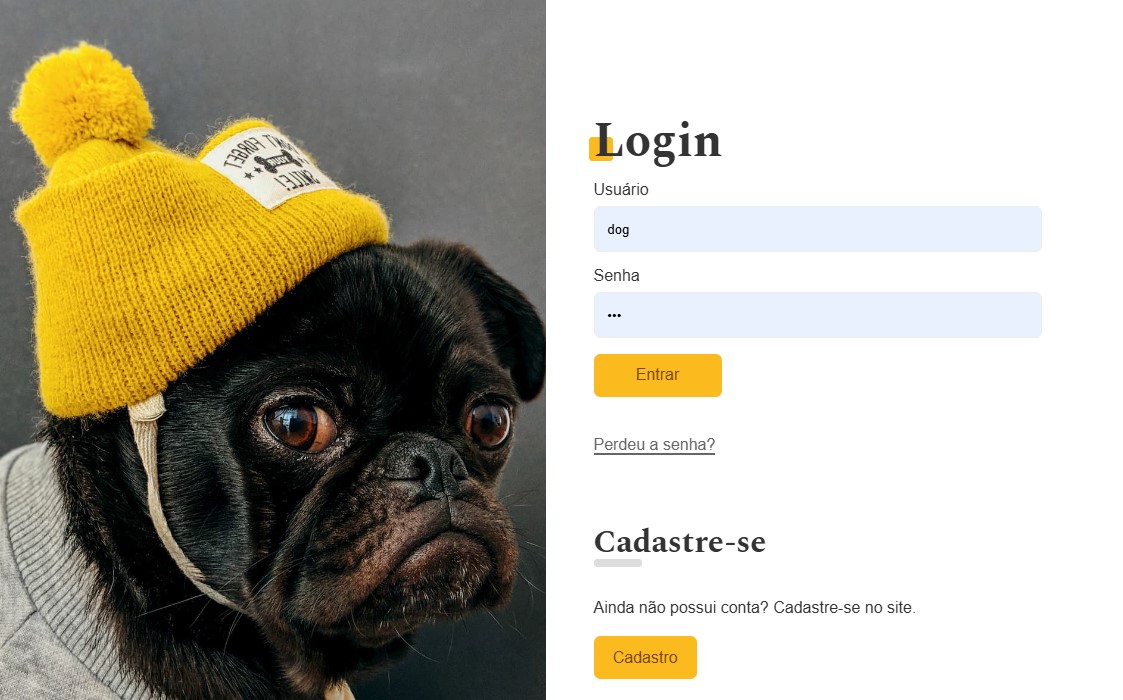 DON'T FORGET
YOUR
SMILE!
Login
Usuário
dog
Senha
•••
Entrar
Perdeu a senha?
Cadastre-se
Ainda não possui conta? Cadastre-se no site.
Cadastro